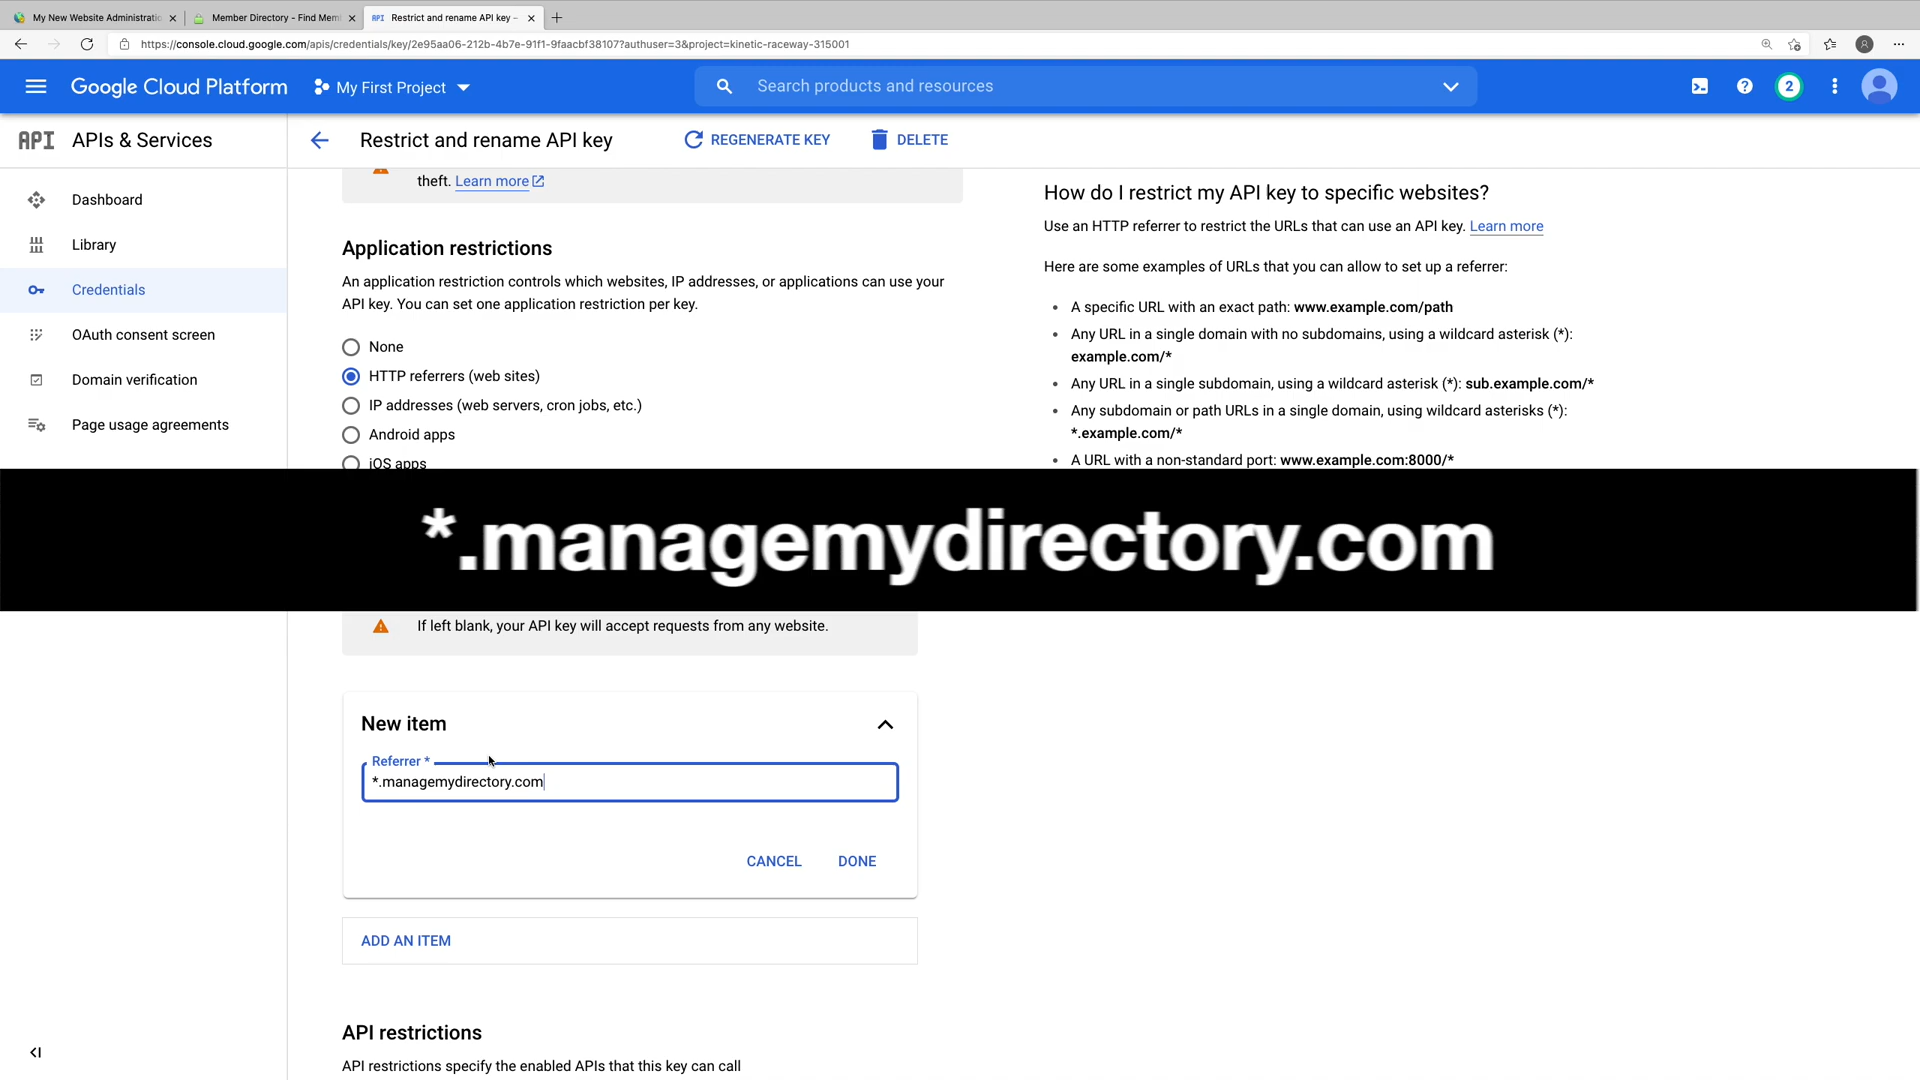 My New Website Administratio
Member Directory - Find Mem
API Restrict and rename API key -
https://console.cloud.google.com/apis/credentials/key/2e95aa06-212b-4b7e-91f1-9faacbf38107?authuser=3&project=kinetic-raceway-315001
Google Cloud Platform
My First Project
Search products and resources
2
API APIs & Services
Restrict and rename API key
REGENERATE KEY
DELETE
Dashboard
Library
Credentials
OAuth consent screen
Domain verification
Page usage agreements
theft. Learn more
Application restrictions
An application restriction controls which websites, IP addresses, or applications can use your
API key. You can set one application restriction per key.
None
HTTP referrers (web sites)
IP addresses (web servers, cron jobs, etc.)
Android apps
iOS apps
How do I restrict my API key to specific websites?
Use an HTTP referrer to restrict the URLs that can use an API key. Learn more
Here are some examples of URLs that you can allow to set up a referrer:
• A specific URL with an exact path: www.example.com/path
• Any URL in a single domain with no subdomains, using a wildcard asterisk (*):
example.com/*
• Any URL in a single subdomain, using a wildcard asterisk (*): sub.example.com/*
• Any subdomain or path URLs in a single domain, using wildcard asterisks (*):
*.example.com/*
• A URL with a non-standard port: www.example.com:8000/*
*.managemydirectory.com
If left blank, your API key will accept requests from any website.
New item
Referrer *
*.managemydirectory.com
CANCEL
DONE
ADD AN ITEM
API restrictions
API restrictions specify the enabled APIs that this key can call